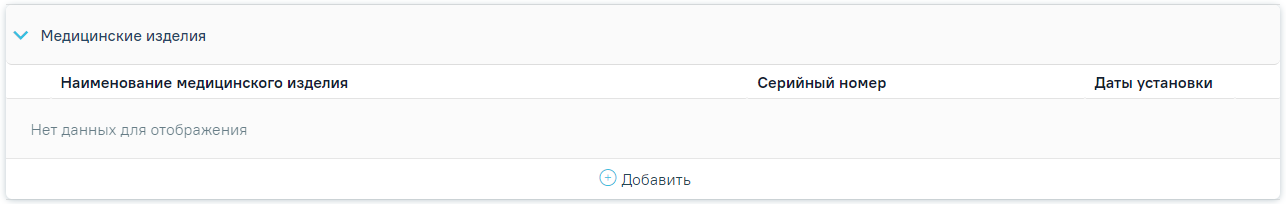 Медицинские изделия
Наименование медицинского изделия Серийный номер Даты установки
Нет данных для отображения
Добавить